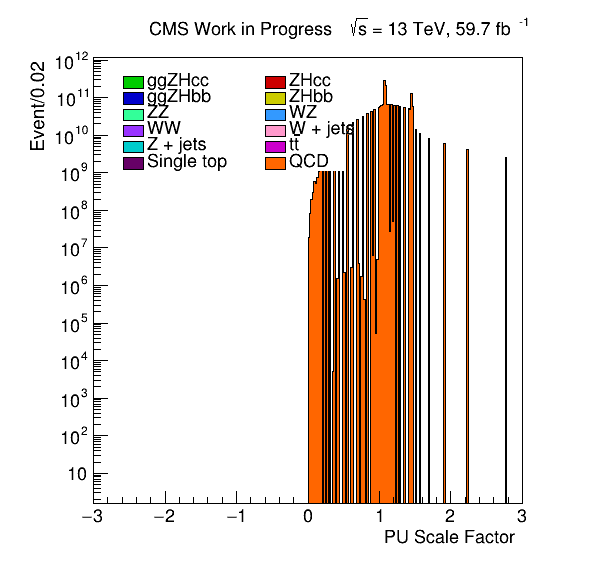 CMS Work in Progress √s = 13 TeV, 59.7 fb -1
Event/0.02
10^12
10^11
10^10
10^9
10^8
10^7
10^6
10^5
10^4
10^3
10^2
10
ggZHcc ZHcc
ggZHbb ZHbb
ZZ WZ
WW W + jets
Z + jets tt
Single top QCD
−3 −2 −1 0 1 2 3
PU Scale Factor